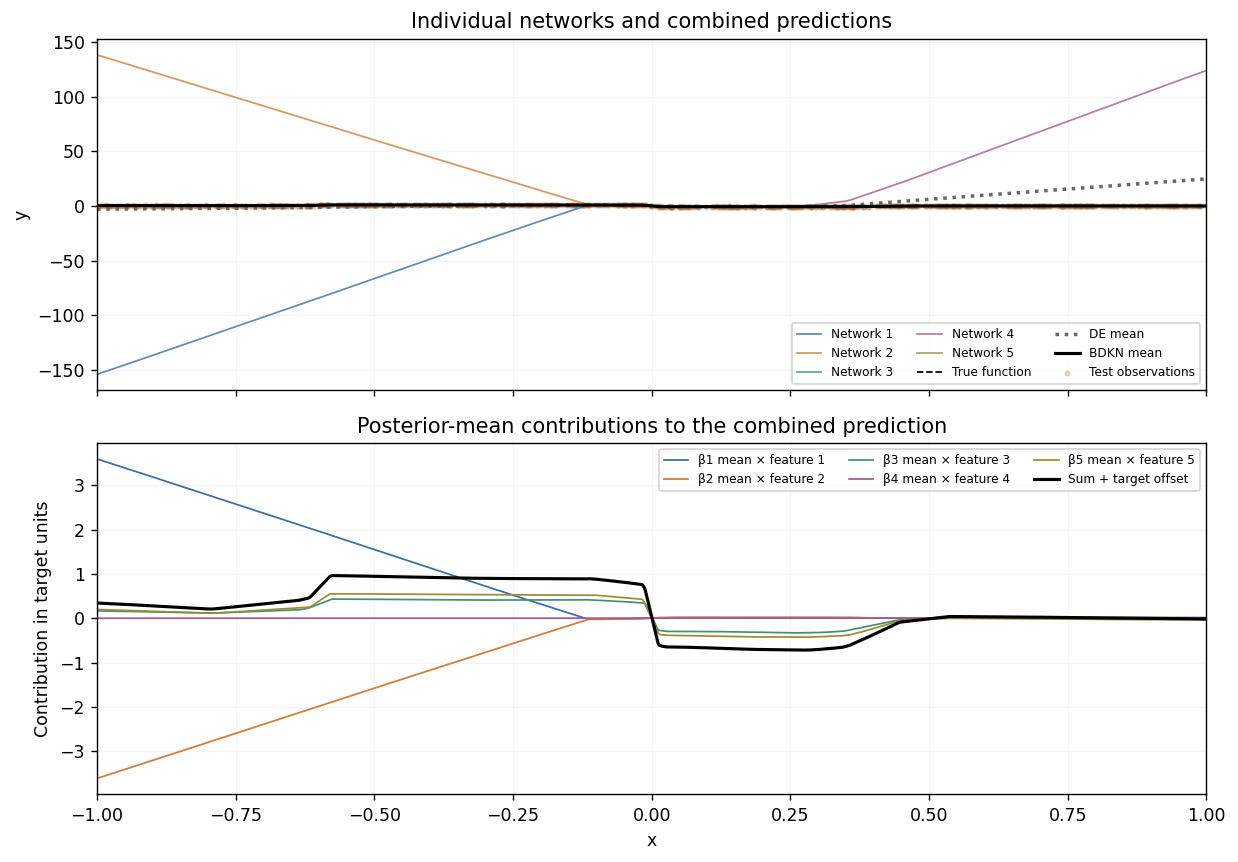 Individual networks and combined predictions
150
100
50
0
−50
−100
−150
y
Network 1 Network 4 DE mean
Network 2 Network 5 BDKN mean
Network 3 True function Test observations
Posterior-mean contributions to the combined prediction
β1 mean × feature 1 β3 mean × feature 3 β5 mean × feature 5
β2 mean × feature 2 β4 mean × feature 4 Sum + target offset
3
2
1
0
−1
−2
−3
Contribution in target units
−1.00 −0.75 −0.50 −0.25 0.00 0.25 0.50 0.75 1.00
x